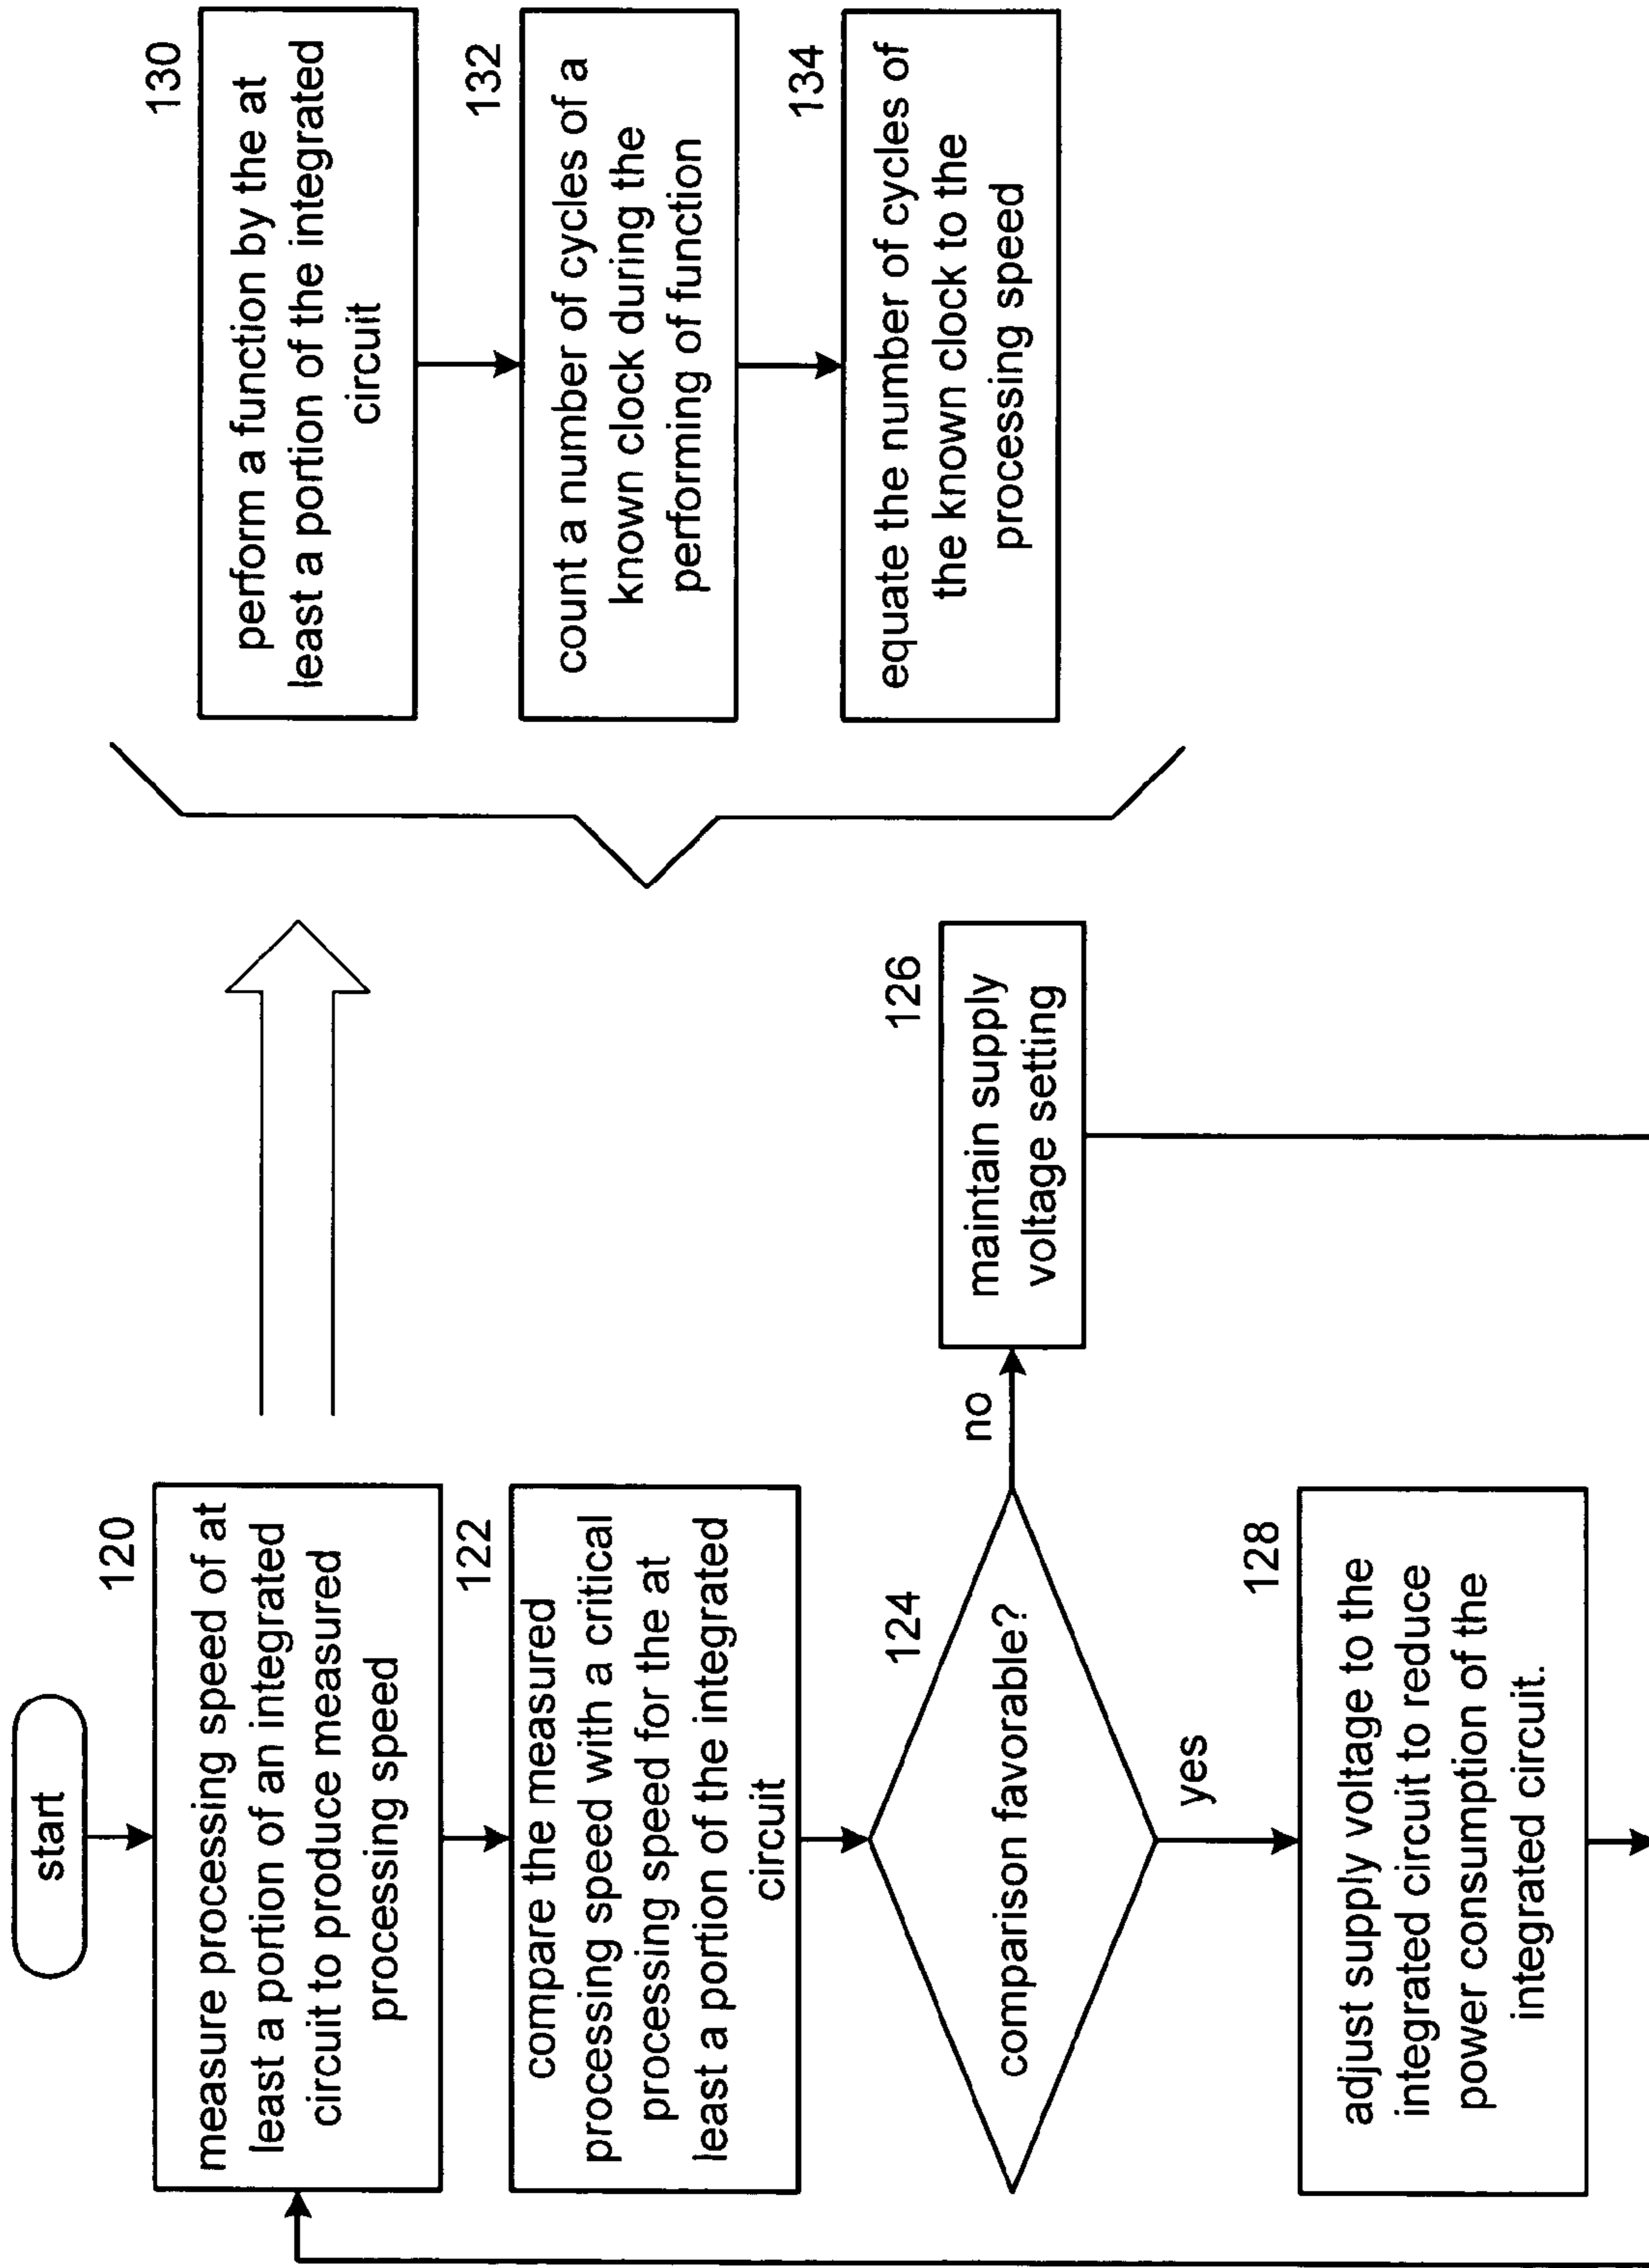 start
120
measure processing speed of at
least a portion of an integrated
circuit to produce measured
processing speed
122
compare the measured
processing speed with a critical
processing speed for the at
least a portion of the integrated
circuit
124
comparison favorable?
no
126
maintain supply
voltage setting
yes
128
adjust supply voltage to the
integrated circuit to reduce
power consumption of the
integrated circuit.
130
perform a function by the at
least a portion of the integrated
circuit
132
count a number of cycles of a
known clock during the
performing of function
134
equate the number of cycles of
the known clock to the
processing speed